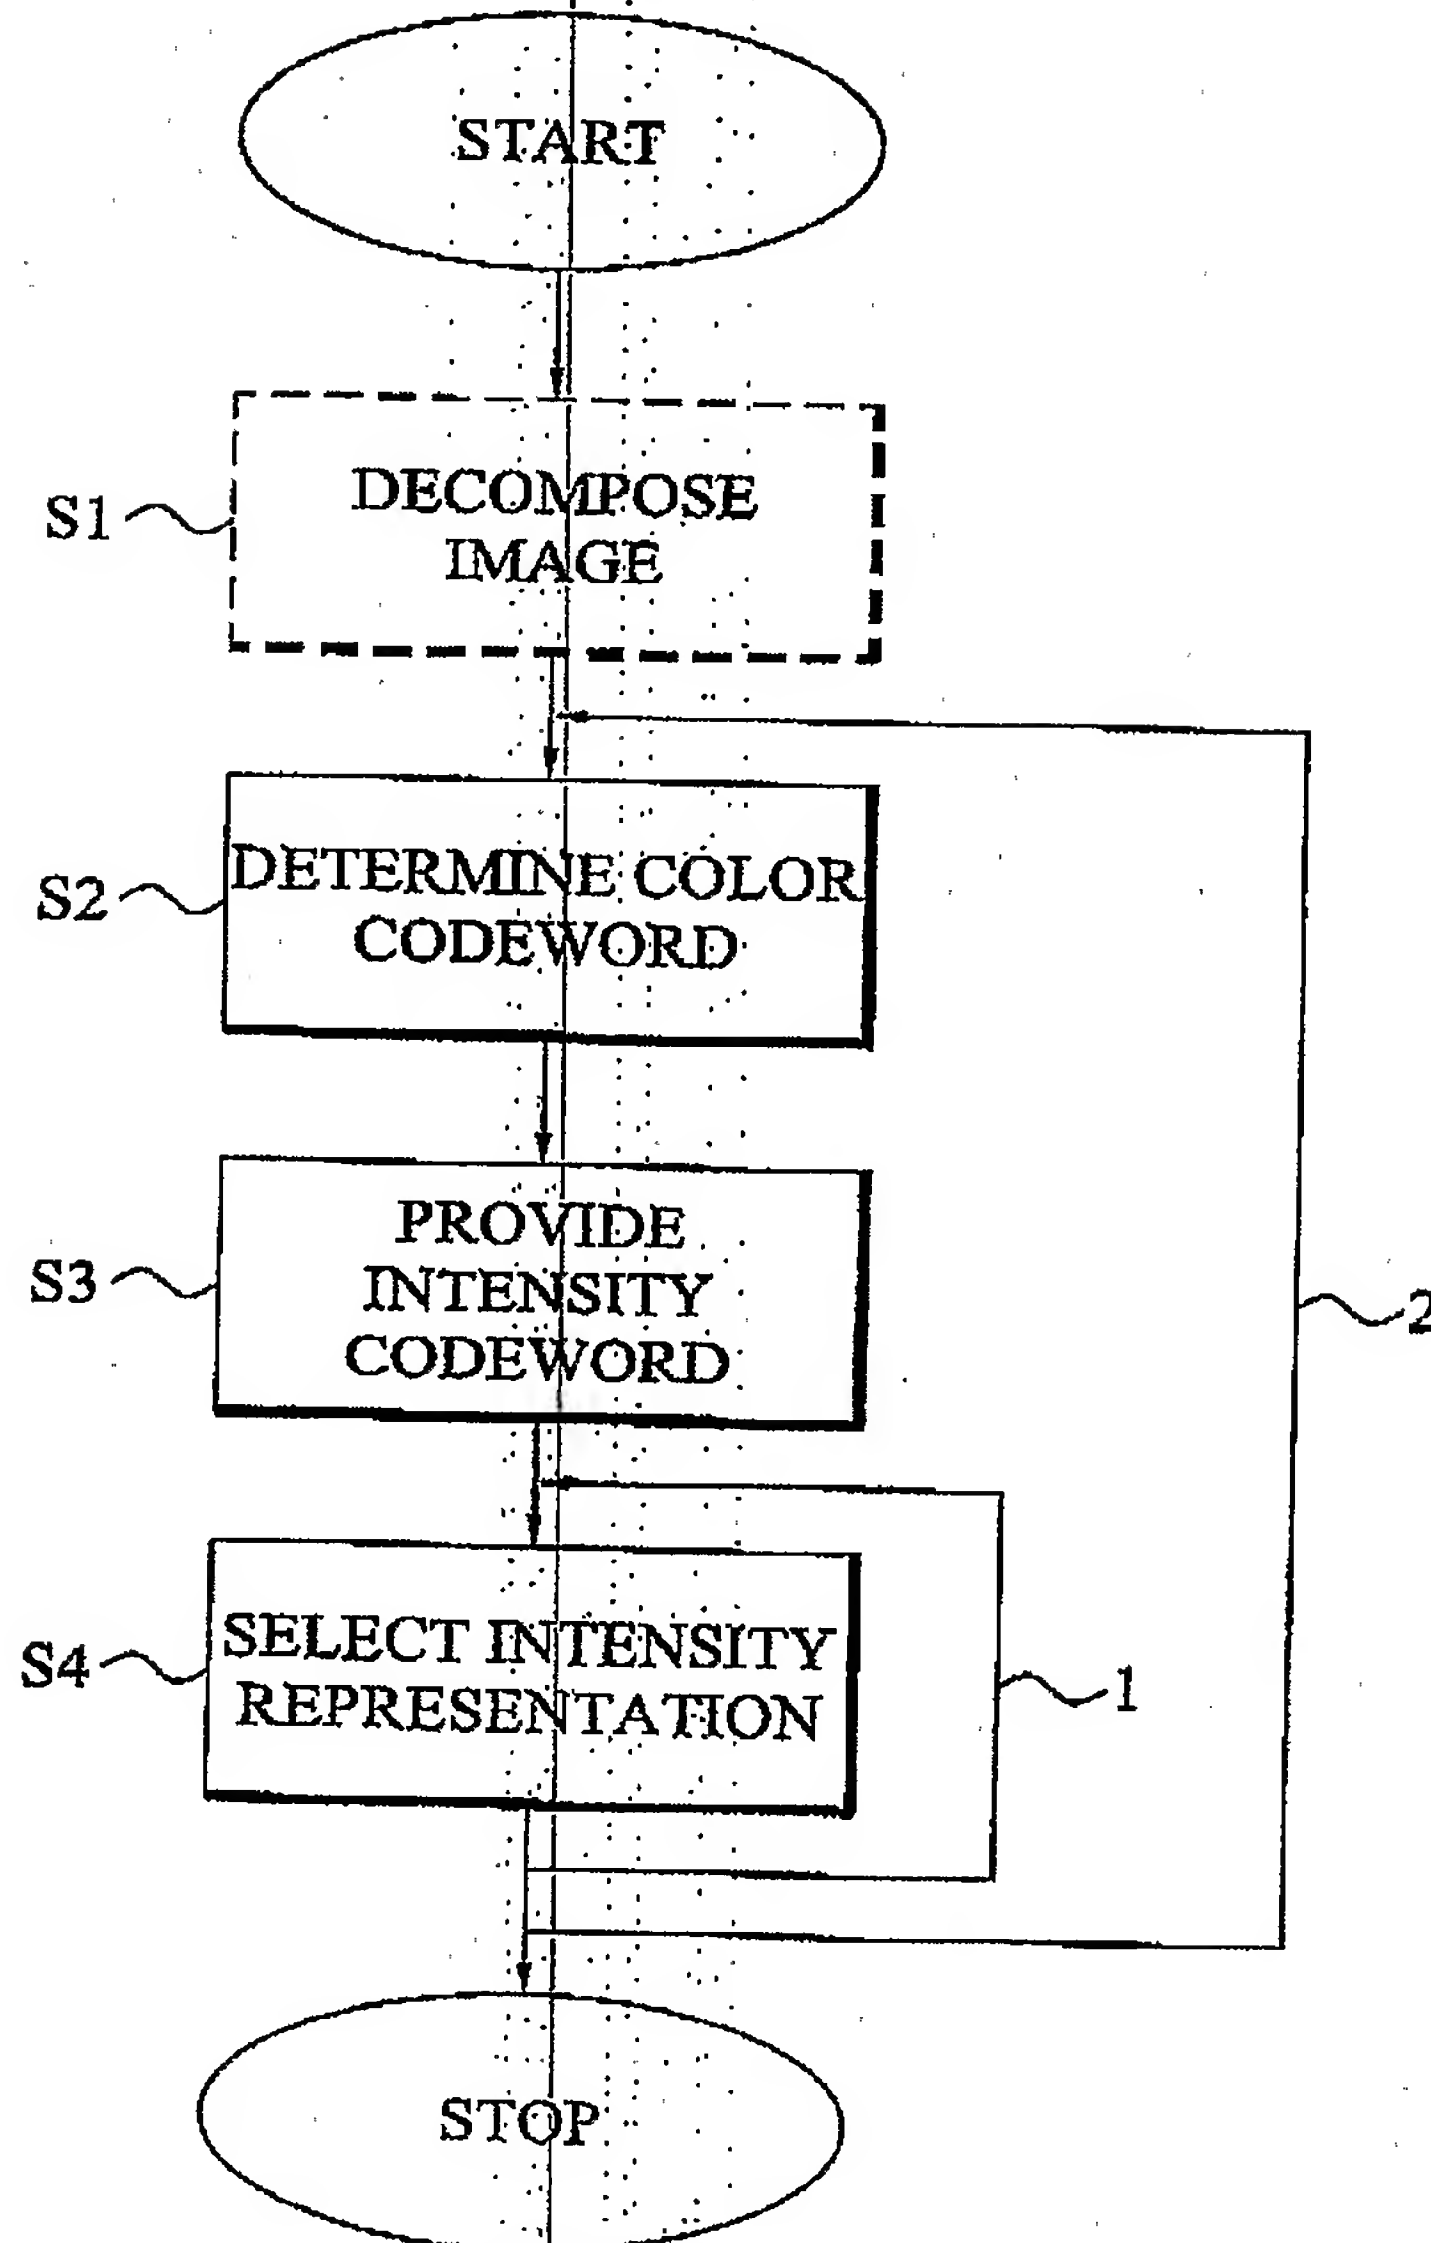 START
S1
DECOMPOSE
IMAGE
S2
DETERMINE COLOR
CODEWORD
S3
PROVIDE
INTENSITY
CODEWORD
2
S4
SELECT INTENSITY
REPRESENTATION
1
STOP